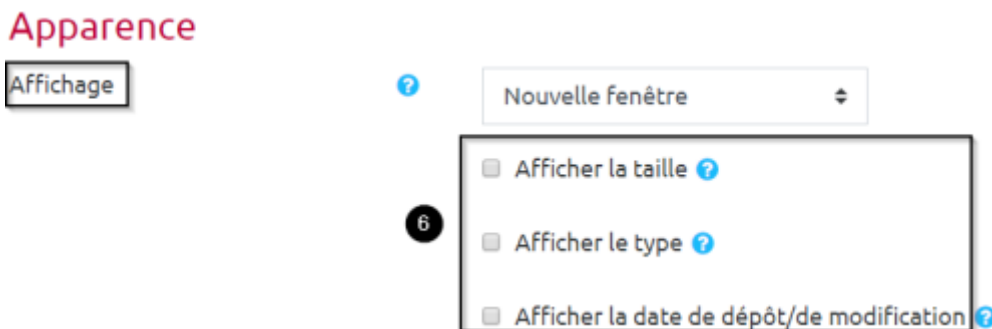 Apparence
Affichage
Nouvelle fenêtre
Afficher la taille
6
Afficher le type
Afficher la date de dépôt/de modification